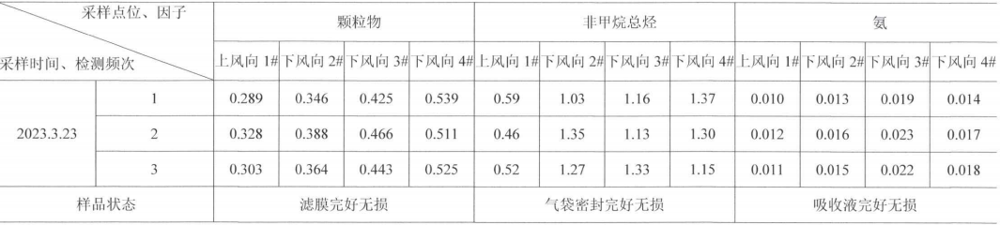 采样点位、因子 颗粒物 非甲烷总烃 氨
采样时间、检测频次 上风向 1# 下风向 2# 下风向 3# 下风向 4# 上风向 1# 下风向 2# 下风向 3# 下风向 4# 上风向 1# 下风向 2# 下风向 3# 下风向 4#
1 0.289 0.346 0.425 0.539 0.59 1.03 1.16 1.37 0.010 0.013 0.019 0.014
2023.3.23 2 0.328 0.388 0.466 0.511 0.46 1.35 1.13 1.30 0.012 0.016 0.023 0.017
3 0.303 0.364 0.443 0.525 0.52 1.27 1.33 1.15 0.011 0.015 0.022 0.018
样品状态 滤膜完好无损 气袋密封完好无损 吸收液完好无损